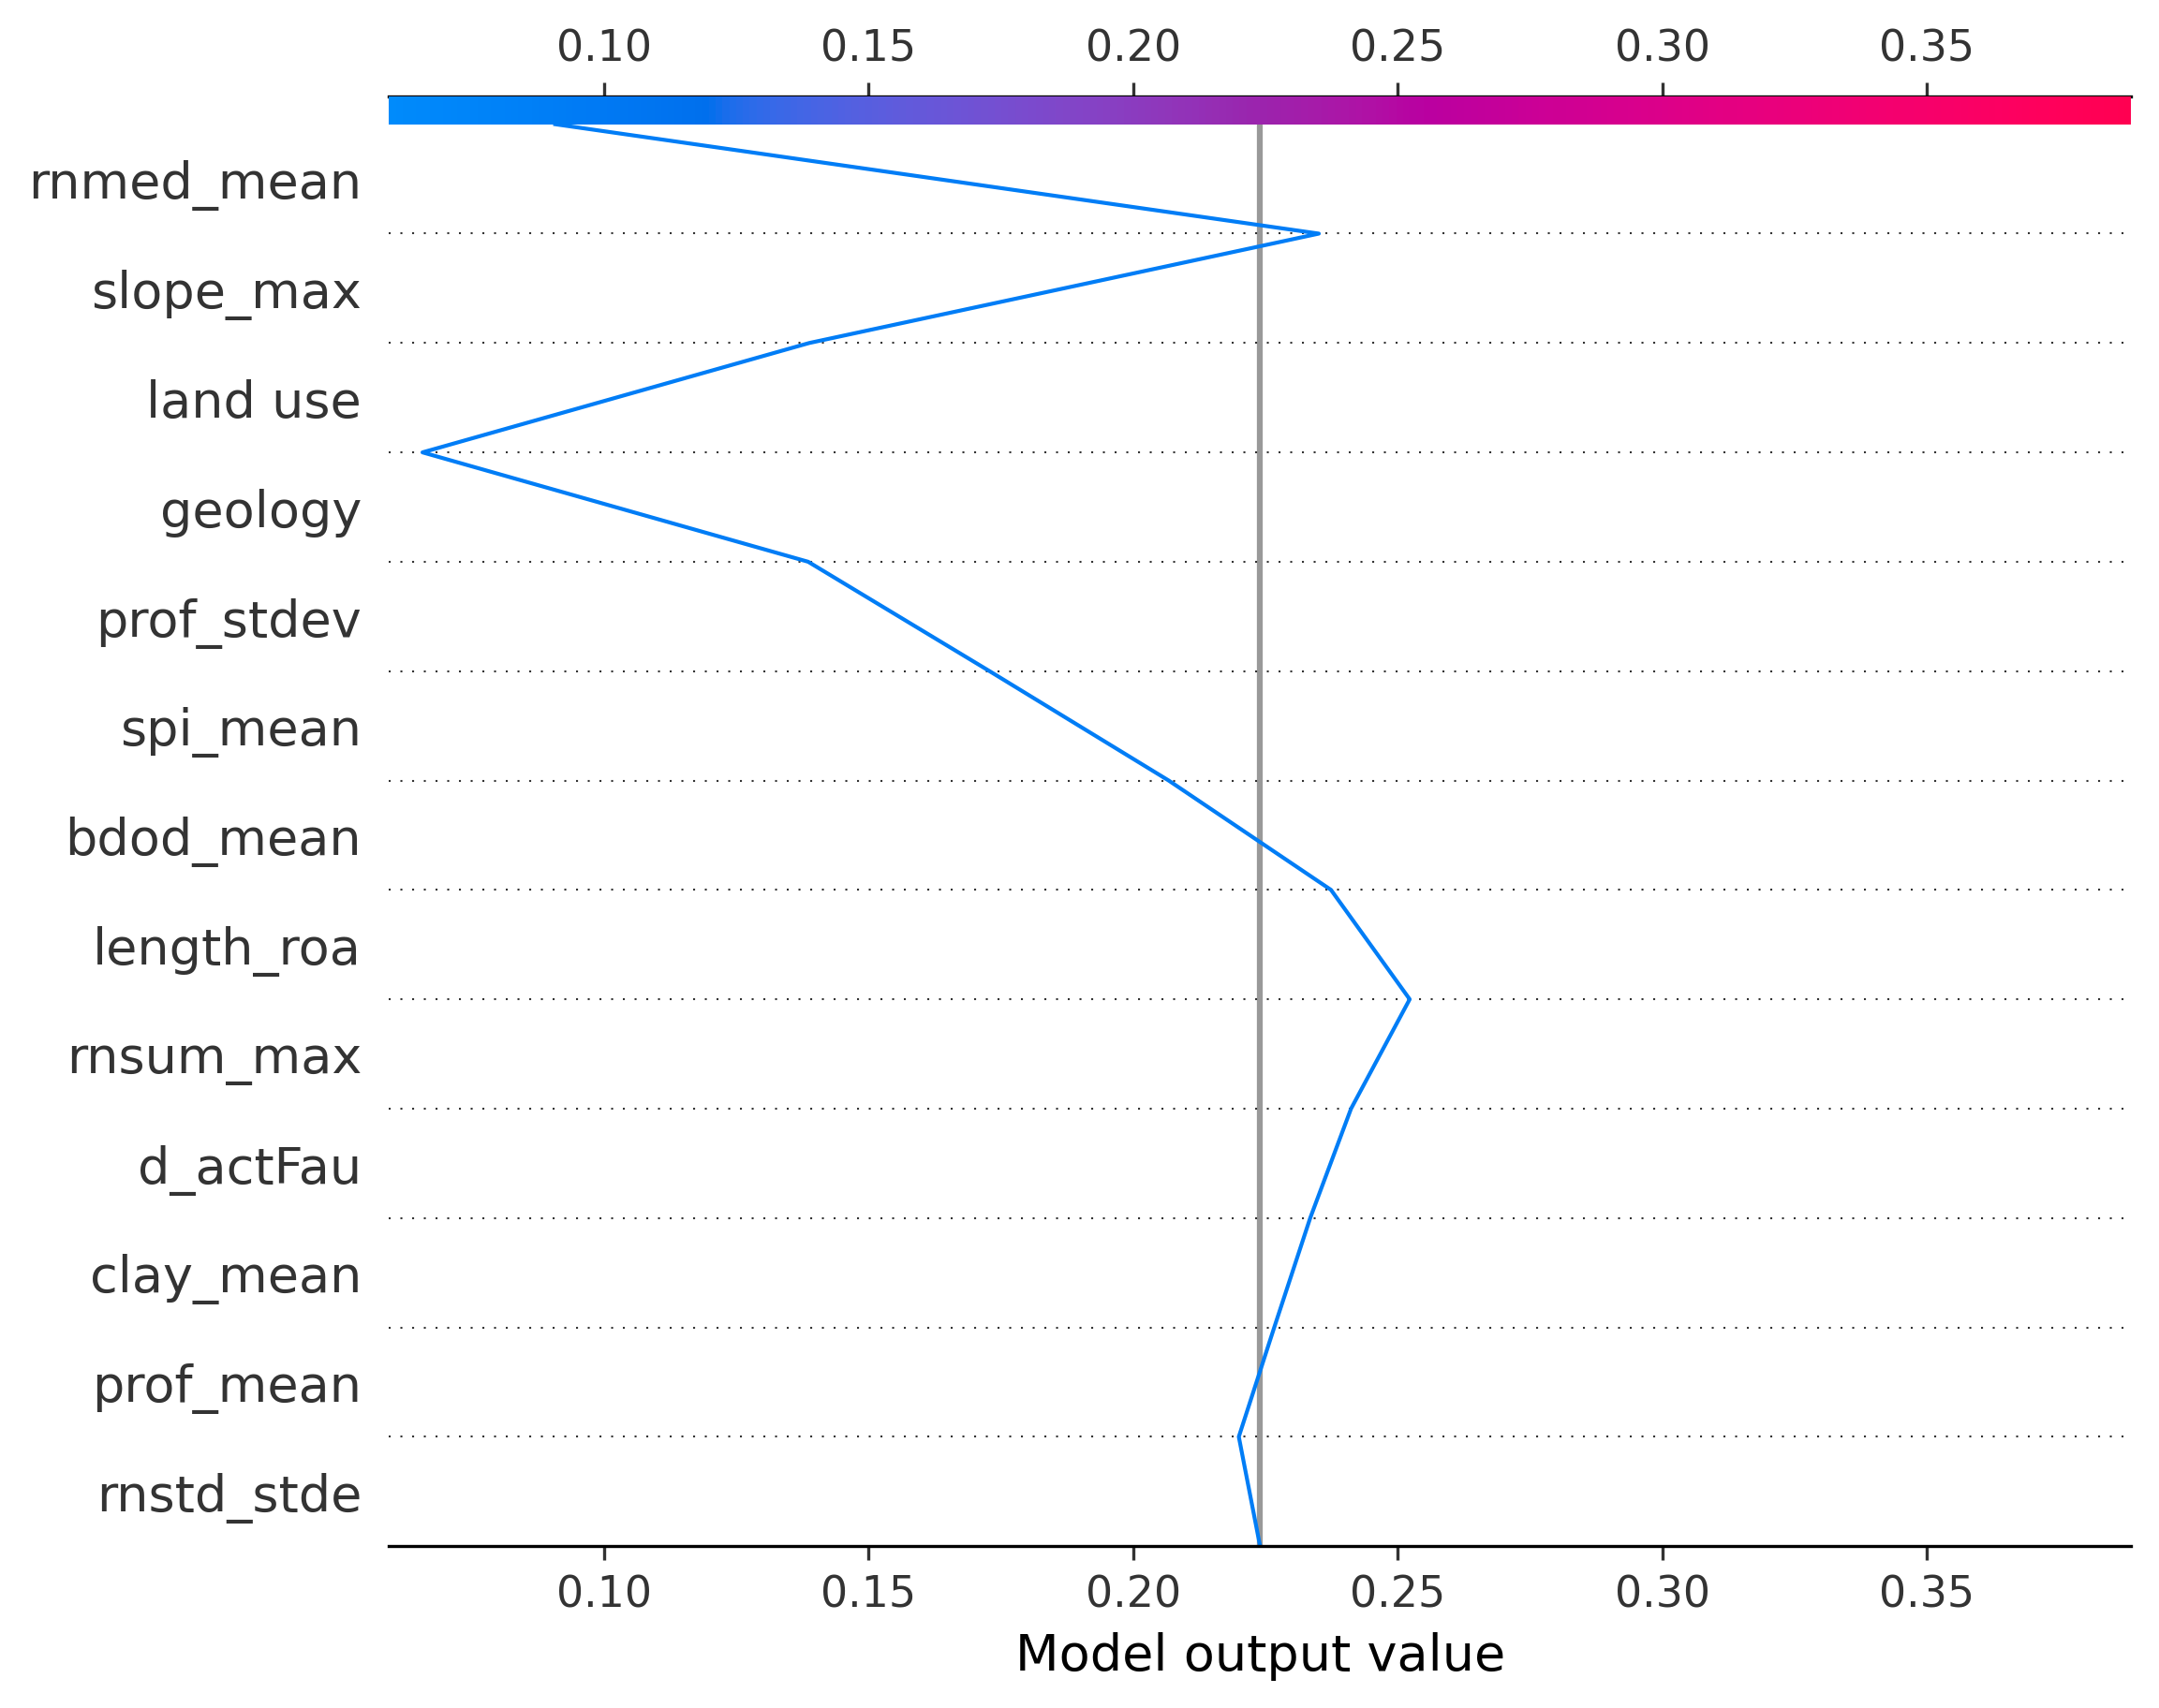 0.10 0.15 0.20 0.25 0.30 0.35
rnmed_mean
slope_max
land use
geology
prof_stdev
spi_mean
bdod_mean
length_roa
rnsum_max
d_actFau
clay_mean
prof_mean
rnstd_stde
0.10 0.15 0.20 0.25 0.30 0.35
Model output value